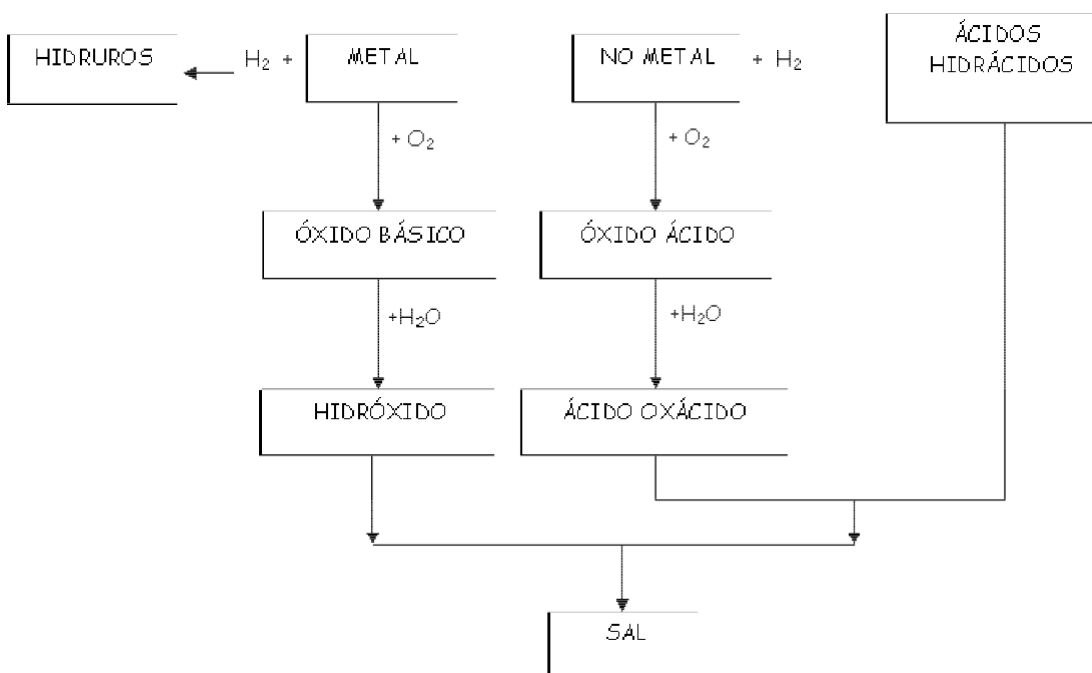 HIDRUROS
H₂ +
METAL
NO METAL
+ H₂
ÁCIDOS
HIDRÁCIDOS
+ O₂
+ O₂
ÓXIDO BÁSICO
ÓXIDO ÁCIDO
+H₂O
+H₂O
HIDRÓXIDO
ÁCIDO OXÁCIDO
SAL